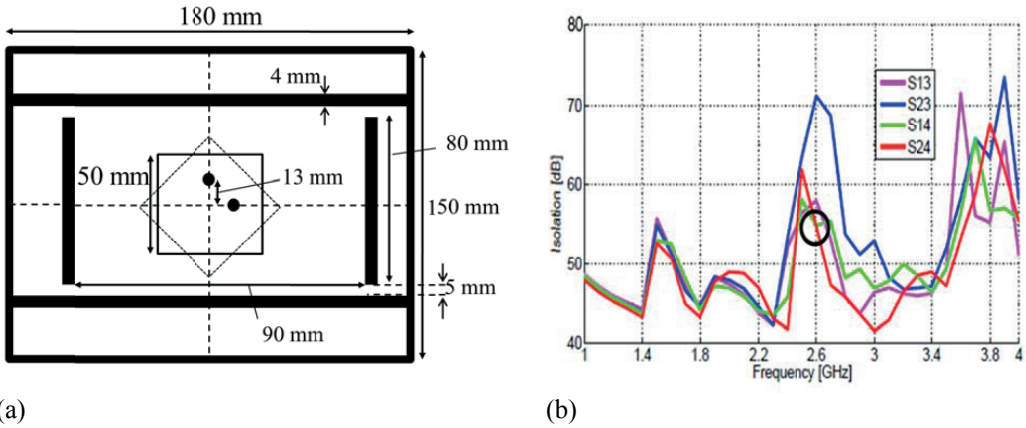 180 mm
4 mm
80 mm
50 mm
13 mm
150 mm
5 mm
90 mm
(a)
80
70
60
50
40
Isolation [dB]
S13
S23
S14
S24
1
1.4
1.8
2.2
2.6
3
3.4
3.8
4
Frequency [GHz]
(b)